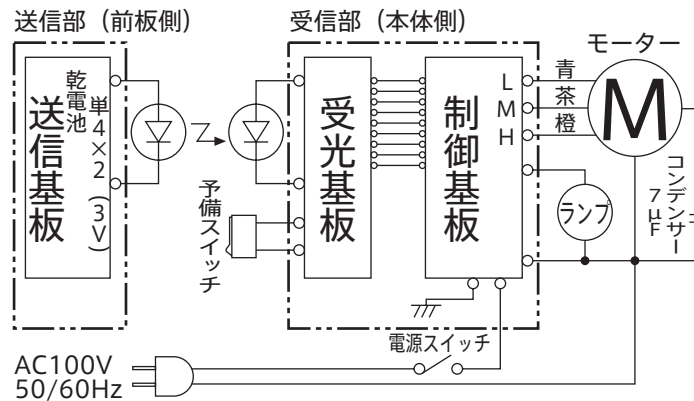 送信部（前板側）
受信部（本体側）
モーター
送信基板
乾電池
単4×2（3V）
予備スイッチ
受光基板
制御基板
L
M
H
青
茶
橙
M
ランプ
コンデンサー
7μF
電源スイッチ
AC100V
50/60Hz